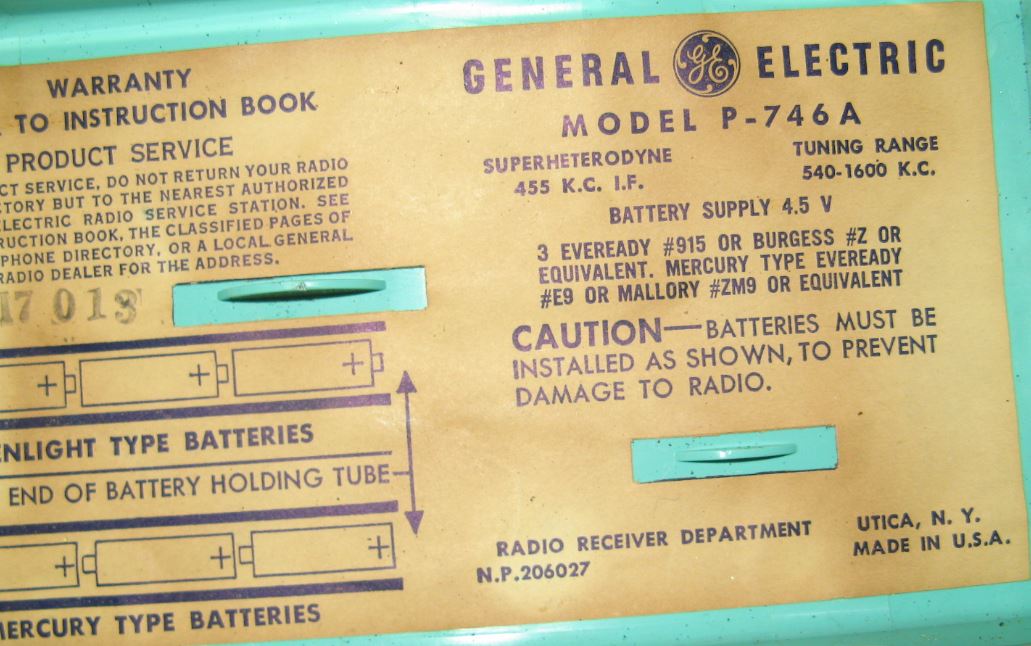 WARRANTY
TO INSTRUCTION BOOK
PRODUCT SERVICE
CT SERVICE, DO NOT RETURN YOUR RADIO
TORY BUT TO THE NEAREST AUTHORIZED
ELECTRIC RADIO SERVICE STATION. SEE
RUCTION BOOK, THE CLASSIFIED PAGES OF
PHONE DIRECTORY, OR A LOCAL GENERAL
RADIO DEALER FOR THE ADDRESS.
17 013
ENLIGHT TYPE BATTERIES
END OF BATTERY HOLDING TUBE
MERCURY TYPE BATTERIES
GENERAL GE ELECTRIC
MODEL P-746A
SUPERHETERODYNE
455 K.C. I.F.
TUNING RANGE
540-1600 K.C.
BATTERY SUPPLY 4.5 V
3 EVEREADY #915 OR BURGESS #Z OR
EQUIVALENT. MERCURY TYPE EVEREADY
#E9 OR MALLORY #ZM9 OR EQUIVALENT
CAUTION—BATTERIES MUST BE
INSTALLED AS SHOWN, TO PREVENT
DAMAGE TO RADIO.
RADIO RECEIVER DEPARTMENT
N.P.206027
UTICA, N. Y.
MADE IN U.S.A.